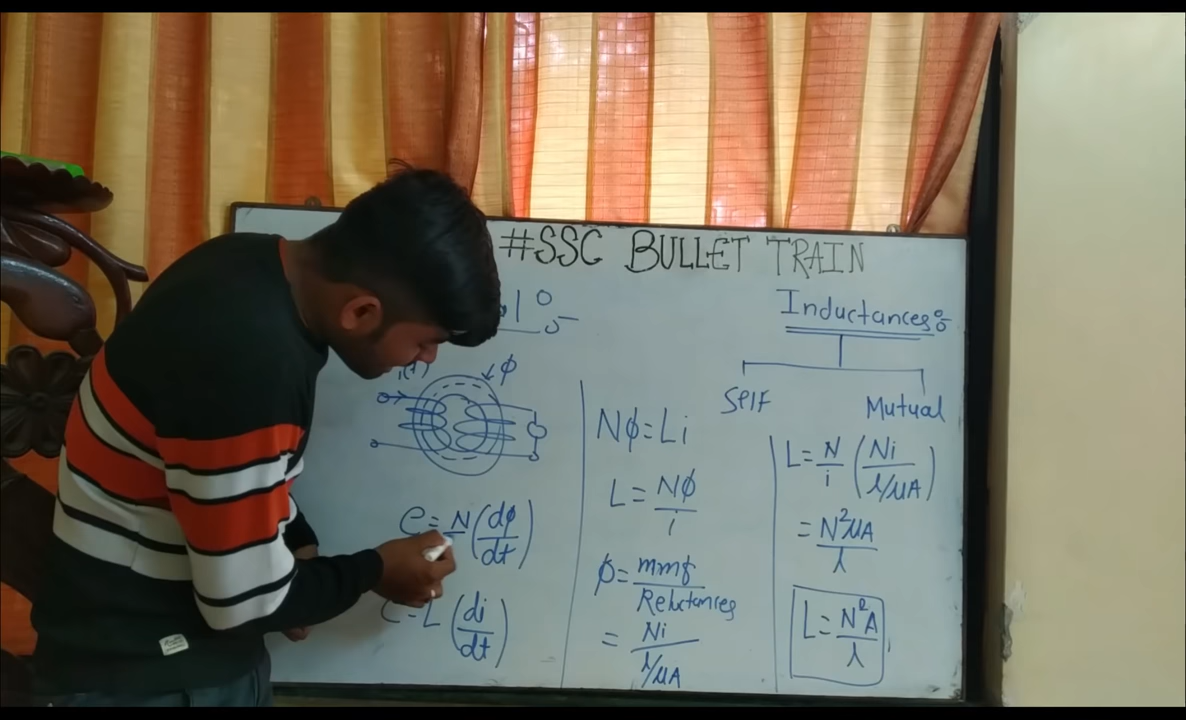 #SSC BULLET TRAIN
Inductances:-
Self
Mutual
i(t)
ϕ
e = N (dϕ/dt)
e = L (di/dt)
Nϕ = Li
L = Nϕ/i
ϕ = mmf/Reluctances
= Ni/(l/μA)
L = N/i (Ni/(l/μA))
= N²μA/l
L = N²A/l